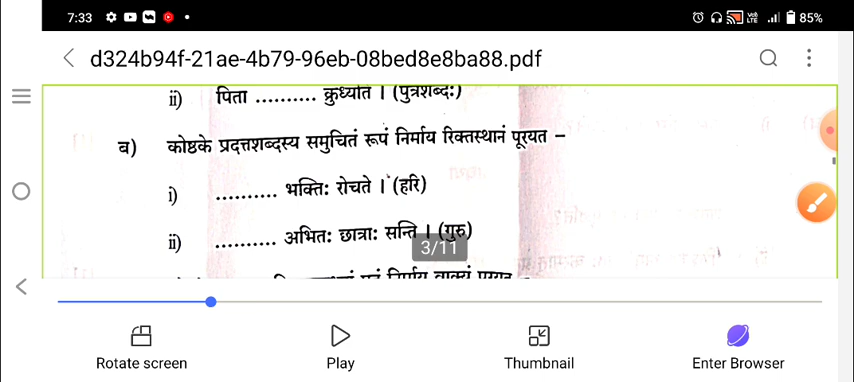 7:33 85%
d324b94f-21ae-4b79-96eb-08bed8e8ba88.pdf
ii) पिता .......... क्रुध्यति । (पुत्रशब्दः)
ब) कोष्ठके प्रदत्तशब्दस्य समुचितं रूपं निर्माय रिक्तस्थानं पूरयत –
i) .......... भक्तिः रोचते । (हरि)
ii) .......... अभितः छात्राः सन्ति । (गुरु)
3/11
निर्माय वाक्यं पूरयत –
Rotate screen Play Thumbnail Enter Browser